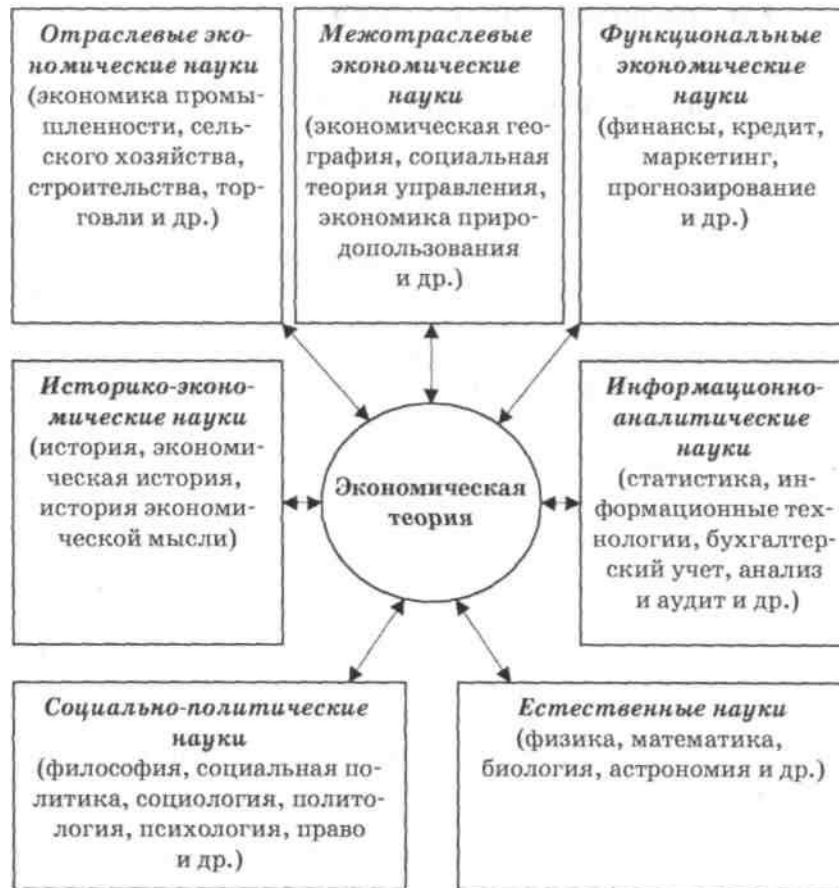 Отраслевые эко-
номические науки
(экономика промы-
шленности, сель-
ского хозяйства,
строительства, тор-
говли и др.)
Межотраслевые
экономические
науки
(экономическая гео-
графия, социальная
теория управления,
экономика приро-
допользования
и др.)
Функциональные
экономические
науки
(финансы, кредит,
маркетинг,
прогнозирование
и др.)
Историко-эконо-
мические науки
(история, экономи-
ческая история,
история экономи-
ческой мысли)
Экономическая
теория
Информационно-
аналитические
науки
(статистика, ин-
формационные тех-
нологии, бухгалтер-
ский учет, анализ
и аудит и др.)
Социально-политические
науки
(философия, социальная по-
литика, социология, полито-
логия, психология, право
и др.)
Естественные науки
(физика, математика,
биология, астрономия и др.)